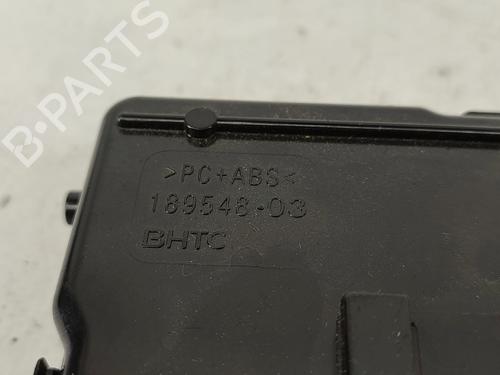 B-PARTS
>PC+ABS<
189548-03
BHTC